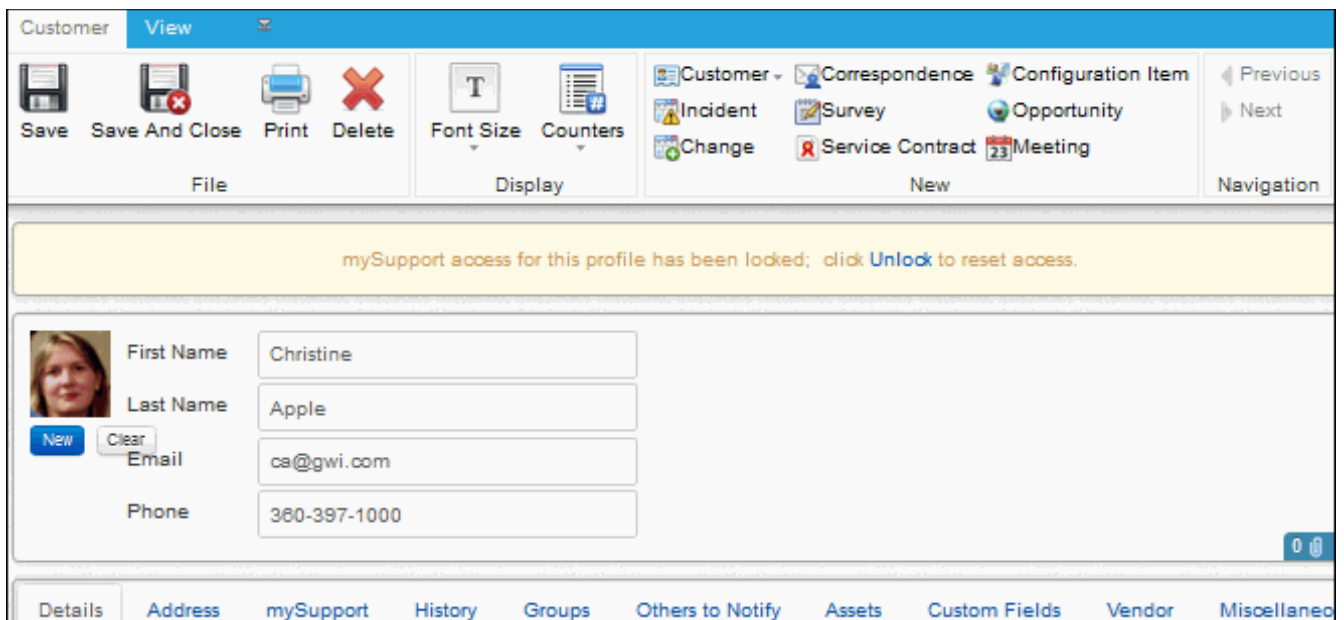 Customer View
Customer Correspondence Configuration Item Previous
T
#
Incident Survey Opportunity Next
Save Save And Close Print Delete Font Size Counters
Change Service Contract 23 Meeting
File Display New Navigation
mySupport access for this profile has been locked; click Unlock to reset access.
First Name Christine
Last Name Apple
New Clear
Email ca@gwi.com
Phone 360-397-1000
0
Details Address mySupport History Groups Others to Notify Assets Custom Fields Vendor Miscellaneo